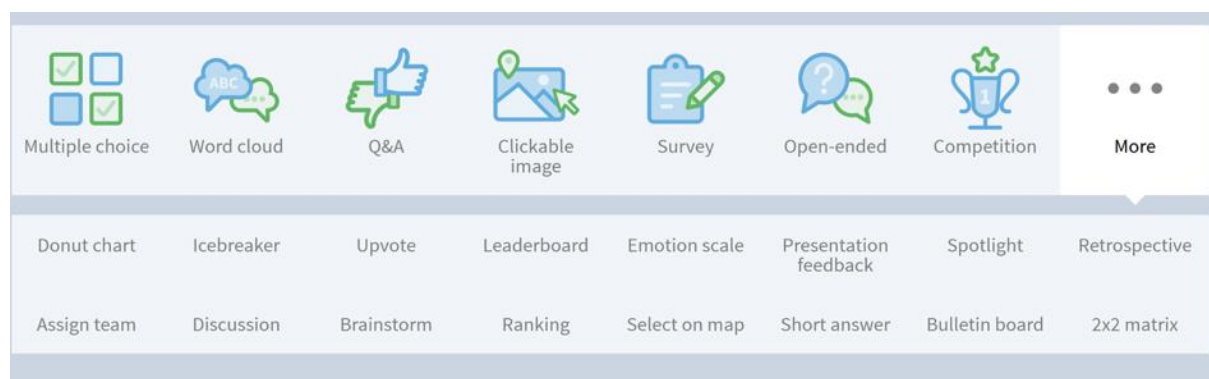 ABC
?
1
Multiple choice
Word cloud
Q&A
Clickable
image
Survey
Open-ended
Competition
More
Donut chart
Icebreaker
Upvote
Leaderboard
Emotion scale
Presentation
feedback
Spotlight
Retrospective
Assign team
Discussion
Brainstorm
Ranking
Select on map
Short answer
Bulletin board
2x2 matrix